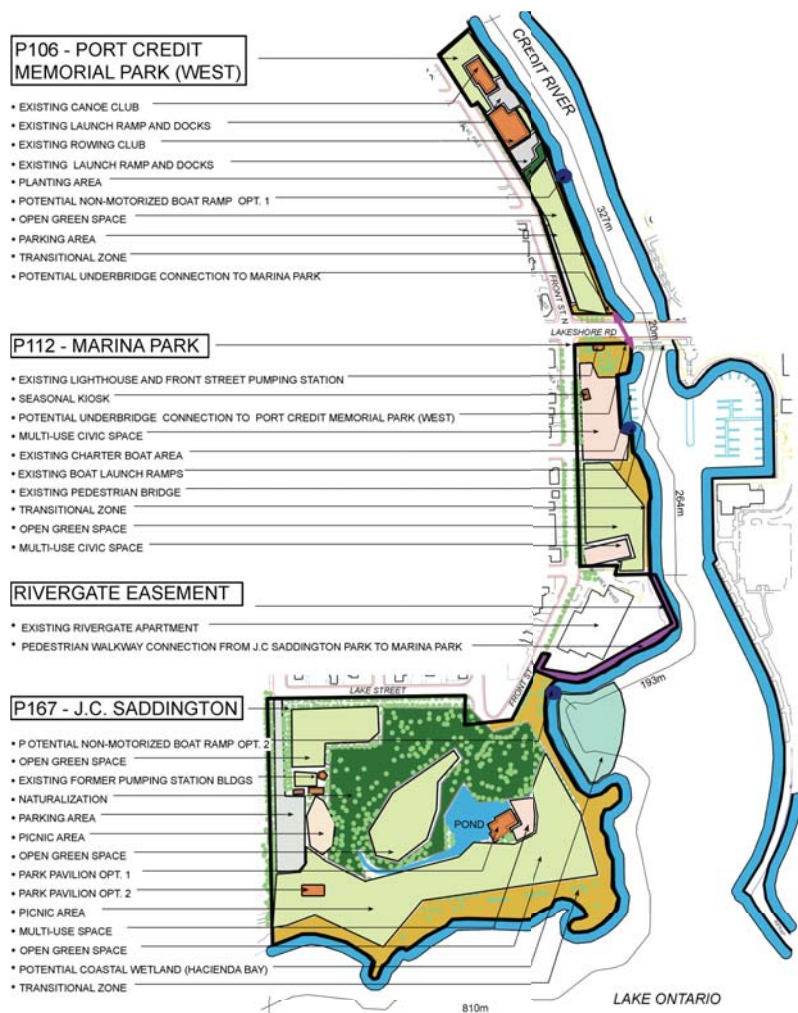 P106 - PORT CREDIT
MEMORIAL PARK (WEST)
• EXISTING CANOE CLUB
• EXISTING LAUNCH RAMP AND DOCKS
• EXISTING ROWING CLUB
• EXISTING LAUNCH RAMP AND DOCKS
• PLANTING AREA
• POTENTIAL NON-MOTORIZED BOAT RAMP OPT. 1
• OPEN GREEN SPACE
• PARKING AREA
• TRANSITIONAL ZONE
• POTENTIAL UNDERBRIDGE CONNECTION TO MARINA PARK
CREDIT RIVER
327m
FRONT ST. N
LAKESHORE RD
20m
P112 - MARINA PARK
• EXISTING LIGHTHOUSE AND FRONT STREET PUMPING STATION
• SEASONAL KIOSK
• POTENTIAL UNDERBRIDGE CONNECTION TO PORT CREDIT MEMORIAL PARK (WEST)
• MULTI-USE CIVIC SPACE
• EXISTING CHARTER BOAT AREA
• EXISTING BOAT LAUNCH RAMPS
• EXISTING PEDESTRIAN BRIDGE
• TRANSITIONAL ZONE
• OPEN GREEN SPACE
• MULTI-USE CIVIC SPACE
264m
RIVERGATE EASEMENT
• EXISTING RIVERGATE APARTMENT
• PEDESTRIAN WALKWAY CONNECTION FROM J.C SADDINGTON PARK TO MARINA PARK
193m
FRONT ST.
LAKE STREET
P167 - J.C. SADDINGTON
• POTENTIAL NON-MOTORIZED BOAT RAMP OPT. 2
• OPEN GREEN SPACE
• EXISTING FORMER PUMPING STATION BLDGS
• NATURALIZATION
• PARKING AREA
• PICNIC AREA
• OPEN GREEN SPACE
• PARK PAVILION OPT. 1
• PARK PAVILION OPT. 2
• PICNIC AREA
• MULTI-USE SPACE
• OPEN GREEN SPACE
• POTENTIAL COASTAL WETLAND (HACIENDA BAY)
• TRANSITIONAL ZONE
POND
810m
LAKE ONTARIO